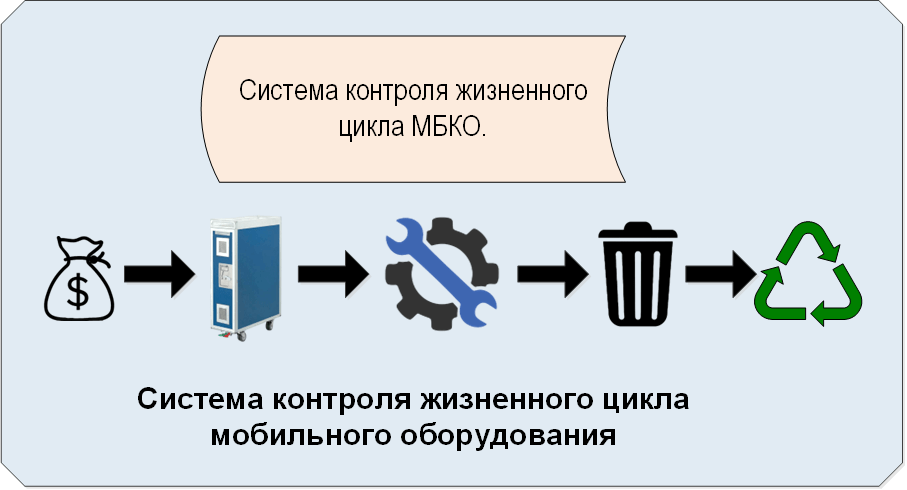 Система контроля жизненного
цикла МБКО.
$
Система контроля жизненного цикла
мобильного оборудования